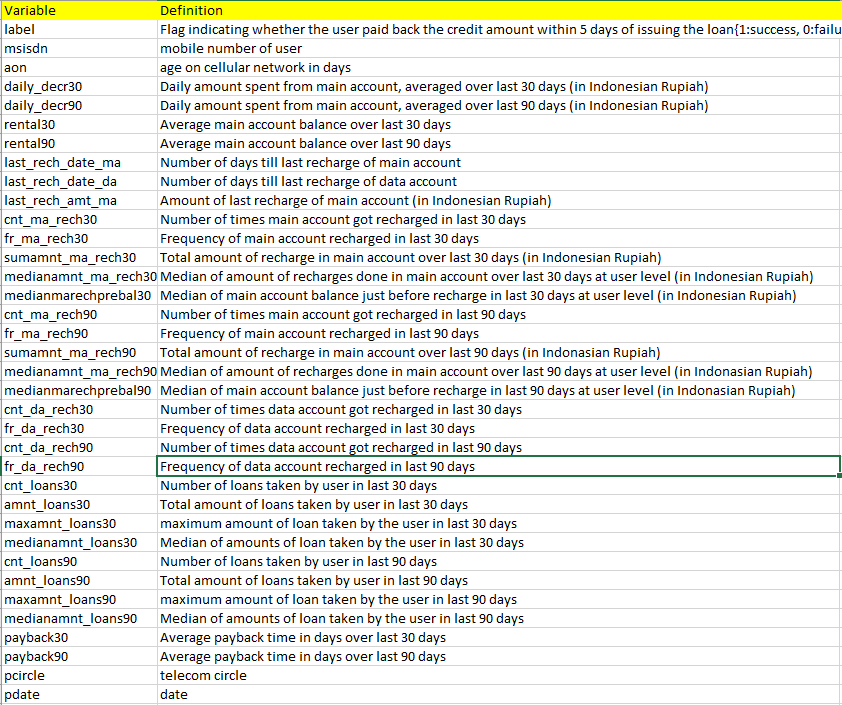 Variable Definition
label Flag indicating whether the user paid back the credit amount within 5 days of issuing the loan{1:success, 0:failu
msisdn mobile number of user
aon age on cellular network in days
daily_decr30 Daily amount spent from main account, averaged over last 30 days (in Indonesian Rupiah)
daily_decr90 Daily amount spent from main account, averaged over last 90 days (in Indonesian Rupiah)
rental30 Average main account balance over last 30 days
rental90 Average main account balance over last 90 days
last_rech_date_ma Number of days till last recharge of main account
last_rech_date_da Number of days till last recharge of data account
last_rech_amt_ma Amount of last recharge of main account (in Indonesian Rupiah)
cnt_ma_rech30 Number of times main account got recharged in last 30 days
fr_ma_rech30 Frequency of main account recharged in last 30 days
sumamnt_ma_rech30 Total amount of recharge in main account over last 30 days (in Indonesian Rupiah)
medianamnt_ma_rech30 Median of amount of recharges done in main account over last 30 days at user level (in Indonesian Rupiah)
medianmarechprebal30 Median of main account balance just before recharge in last 30 days at user level (in Indonesian Rupiah)
cnt_ma_rech90 Number of times main account got recharged in last 90 days
fr_ma_rech90 Frequency of main account recharged in last 90 days
sumamnt_ma_rech90 Total amount of recharge in main account over last 90 days (in Indonasian Rupiah)
medianamnt_ma_rech90 Median of amount of recharges done in main account over last 90 days at user level (in Indonasian Rupiah)
medianmarechprebal90 Median of main account balance just before recharge in last 90 days at user level (in Indonasian Rupiah)
cnt_da_rech30 Number of times data account got recharged in last 30 days
fr_da_rech30 Frequency of data account recharged in last 30 days
cnt_da_rech90 Number of times data account got recharged in last 90 days
fr_da_rech90 Frequency of data account recharged in last 90 days
cnt_loans30 Number of loans taken by user in last 30 days
amnt_loans30 Total amount of loans taken by user in last 30 days
maxamnt_loans30 maximum amount of loan taken by the user in last 30 days
medianamnt_loans30 Median of amounts of loan taken by the user in last 30 days
cnt_loans90 Number of loans taken by user in last 90 days
amnt_loans90 Total amount of loans taken by user in last 90 days
maxamnt_loans90 maximum amount of loan taken by the user in last 90 days
medianamnt_loans90 Median of amounts of loan taken by the user in last 90 days
payback30 Average payback time in days over last 30 days
payback90 Average payback time in days over last 90 days
pcircle telecom circle
pdate date